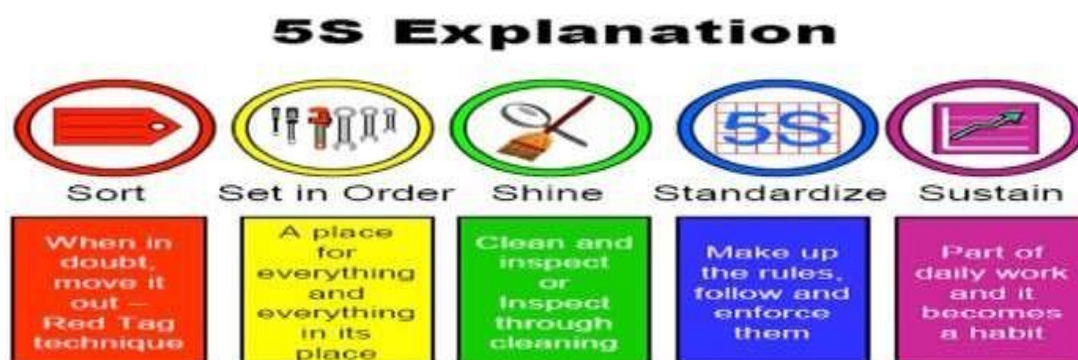 5S Explanation
5S
Sort
Set in Order
Shine
Standardize
Sustain
When in
doubt,
move it
out –
Red Tag
technique
A place
for
everything
and
everything
in its
place
Clean and
inspect
or
Inspect
through
cleaning
Make up
the rules,
follow and
enforce
them
Part of
daily work
and it
becomes
a habit